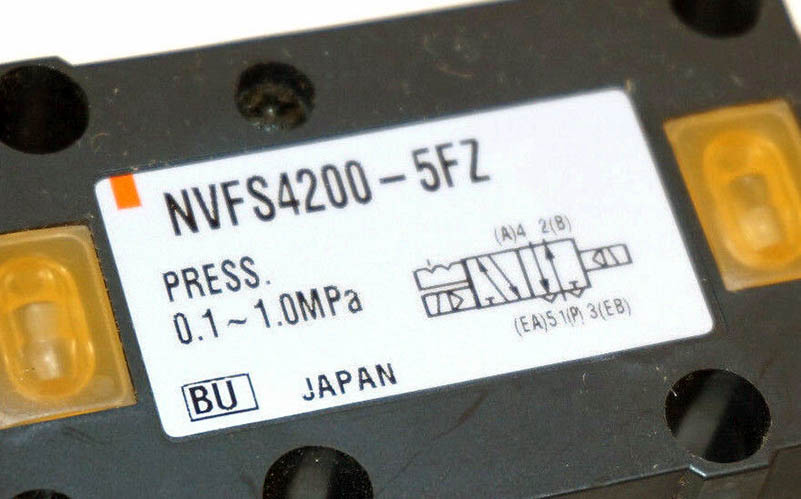 NVFS4200-5FZ
PRESS.
0.1~1.0MPa
(A)4 2(B)
(EA)5 1(P) 3(EB)
BU JAPAN